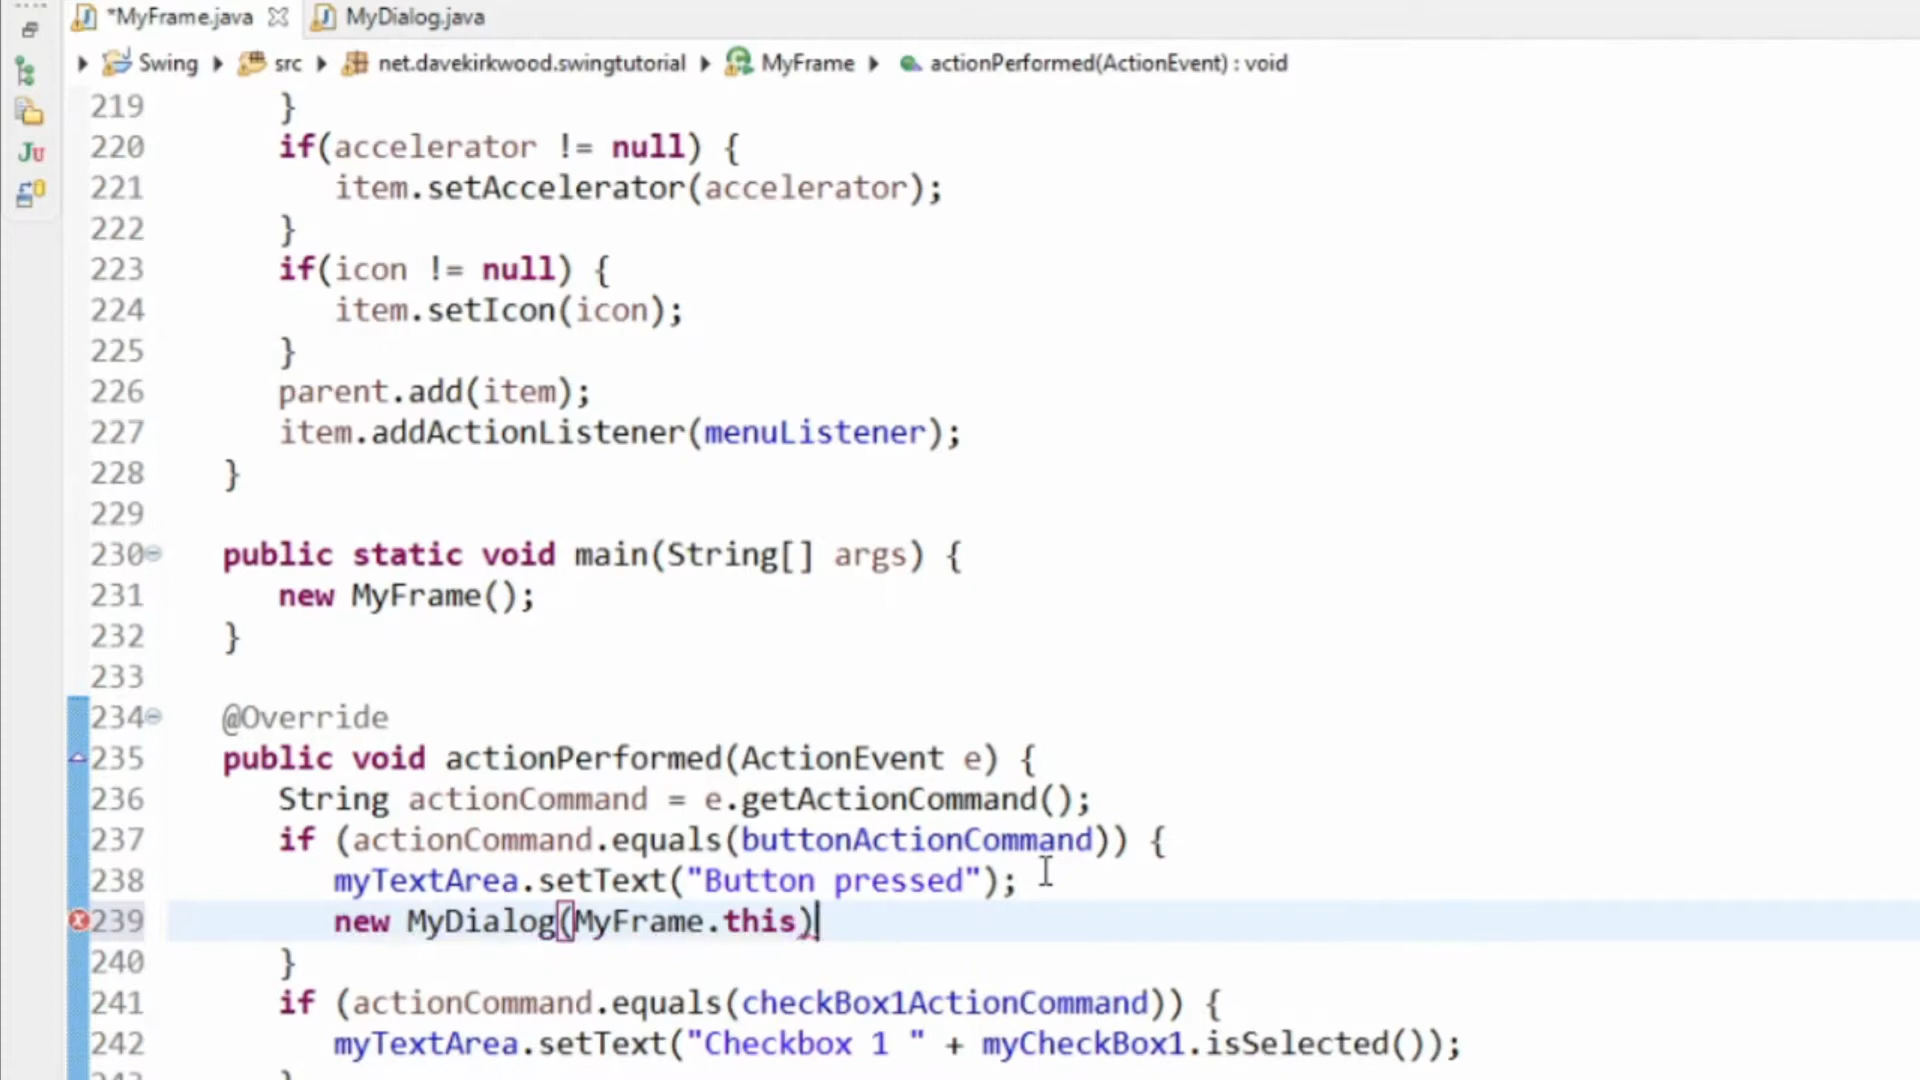 *MyFrame.java MyDialog.java
Swing src net.davekirkwood.swingtutorial MyFrame actionPerformed(ActionEvent) : void
Ju
219 }
220 if(accelerator != null) {
221 item.setAccelerator(accelerator);
222 }
223 if(icon != null) {
224 item.setIcon(icon);
225 }
226 parent.add(item);
227 item.addActionListener(menuListener);
228 }
229
230 public static void main(String[] args) {
231 new MyFrame();
232 }
233
234 @Override
235 public void actionPerformed(ActionEvent e) {
236 String actionCommand = e.getActionCommand();
237 if (actionCommand.equals(buttonActionCommand)) {
238 myTextArea.setText("Button pressed");
239 new MyDialog(MyFrame.this)
240 }
241 if (actionCommand.equals(checkBox1ActionCommand)) {
242 myTextArea.setText("Checkbox 1 " + myCheckBox1.isSelected());